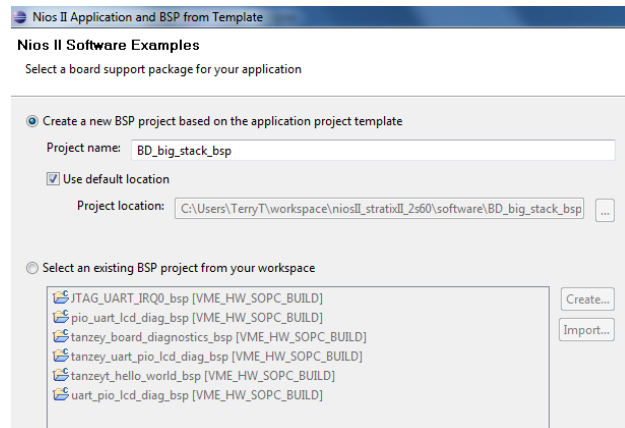 Nios II Application and BSP from Template
Nios II Software Examples
Select a board support package for your application
Create a new BSP project based on the application project template
Project name: BD_big_stack_bsp
Use default location
Project location: C:\Users\TerryT\workspace\niosII_stratixII_2s60\software\BD_big_stack_bsp ...
Select an existing BSP project from your workspace
JTAG_UART_IRQ0_bsp [VME_HW_SOPC_BUILD] Create...
pio_uart_lcd_diag_bsp [VME_HW_SOPC_BUILD]
tanzey_board_diagnostics_bsp [VME_HW_SOPC_BUILD] Import...
tanzey_uart_pio_lcd_diag_bsp [VME_HW_SOPC_BUILD]
tanzeyt_hello_world_bsp [VME_HW_SOPC_BUILD]
uart_pio_lcd_diag_bsp [VME_HW_SOPC_BUILD]